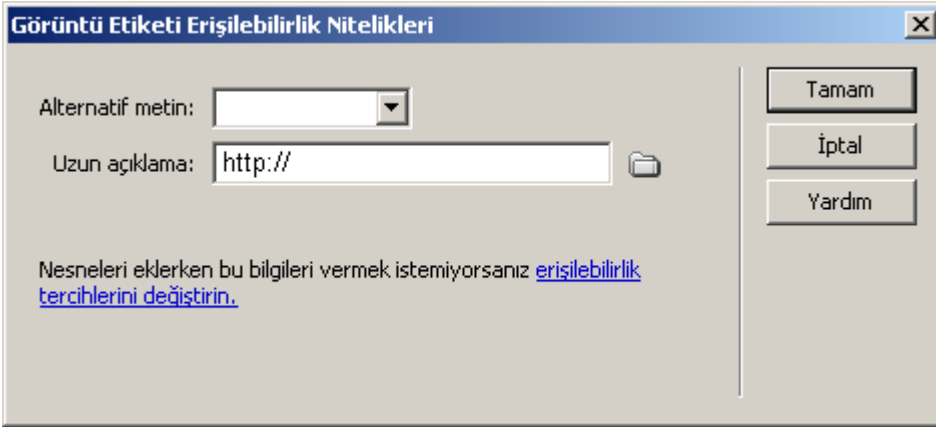 Görüntü Etiketi Erişilebilirlik Nitelikleri
Alternatif metin:
Uzun açıklama: http://
Tamam
İptal
Yardım
Nesneleri eklerken bu bilgileri vermek istemiyorsanız erişilebilirlik
tercihlerini değiştirin.